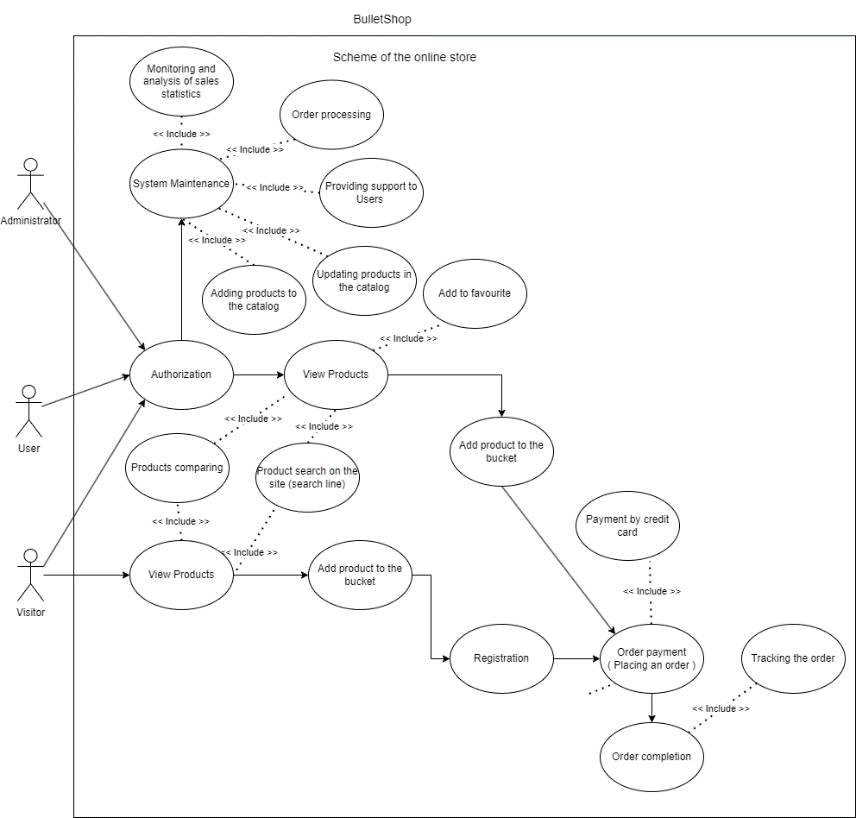 BulletShop
Scheme of the online store
Monitoring and
analysis of sales
statistics
<< Include >>
Order processing
<< Include >>
System Maintenance
<< Include >>
Providing support to
Users
Administrator
<< Include >>
<< Include >>
Updating products in
the catalog
Adding products to
the catalog
Add to favourite
<< Include >>
Authorization
View Products
<< Include >>
<< Include >>
User
Add product to the
bucket
Products comparing
Product search on the
site (search line)
<< Include >>
Payment by credit
card
<< Include >>
View Products
Add product to the
bucket
<< Include >>
Visitor
Registration
Order payment
( Placing an order )
Tracking the order
<< Include >>
Order completion